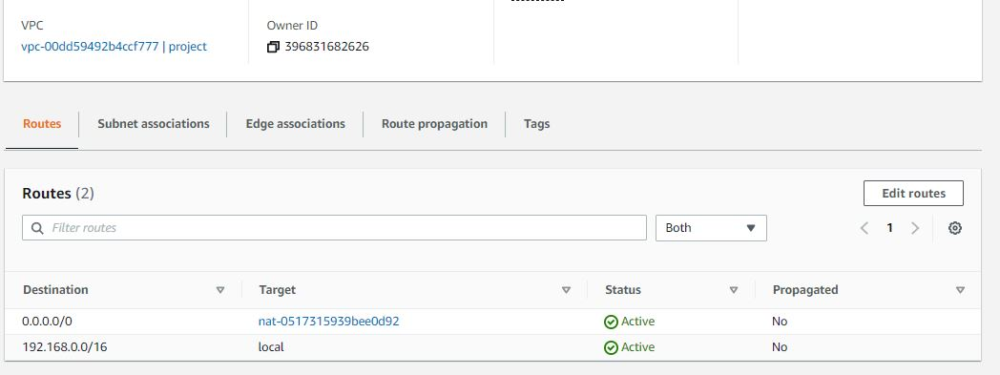 VPC
Owner ID
vpc-00dd59492b4ccf777 | project
396831682626
Routes
Subnet associations
Edge associations
Route propagation
Tags
Routes (2)
Edit routes
Filter routes
Both
1
Destination
Target
Status
Propagated
0.0.0.0/0
nat-0517315939bee0d92
Active
No
192.168.0.0/16
local
Active
No